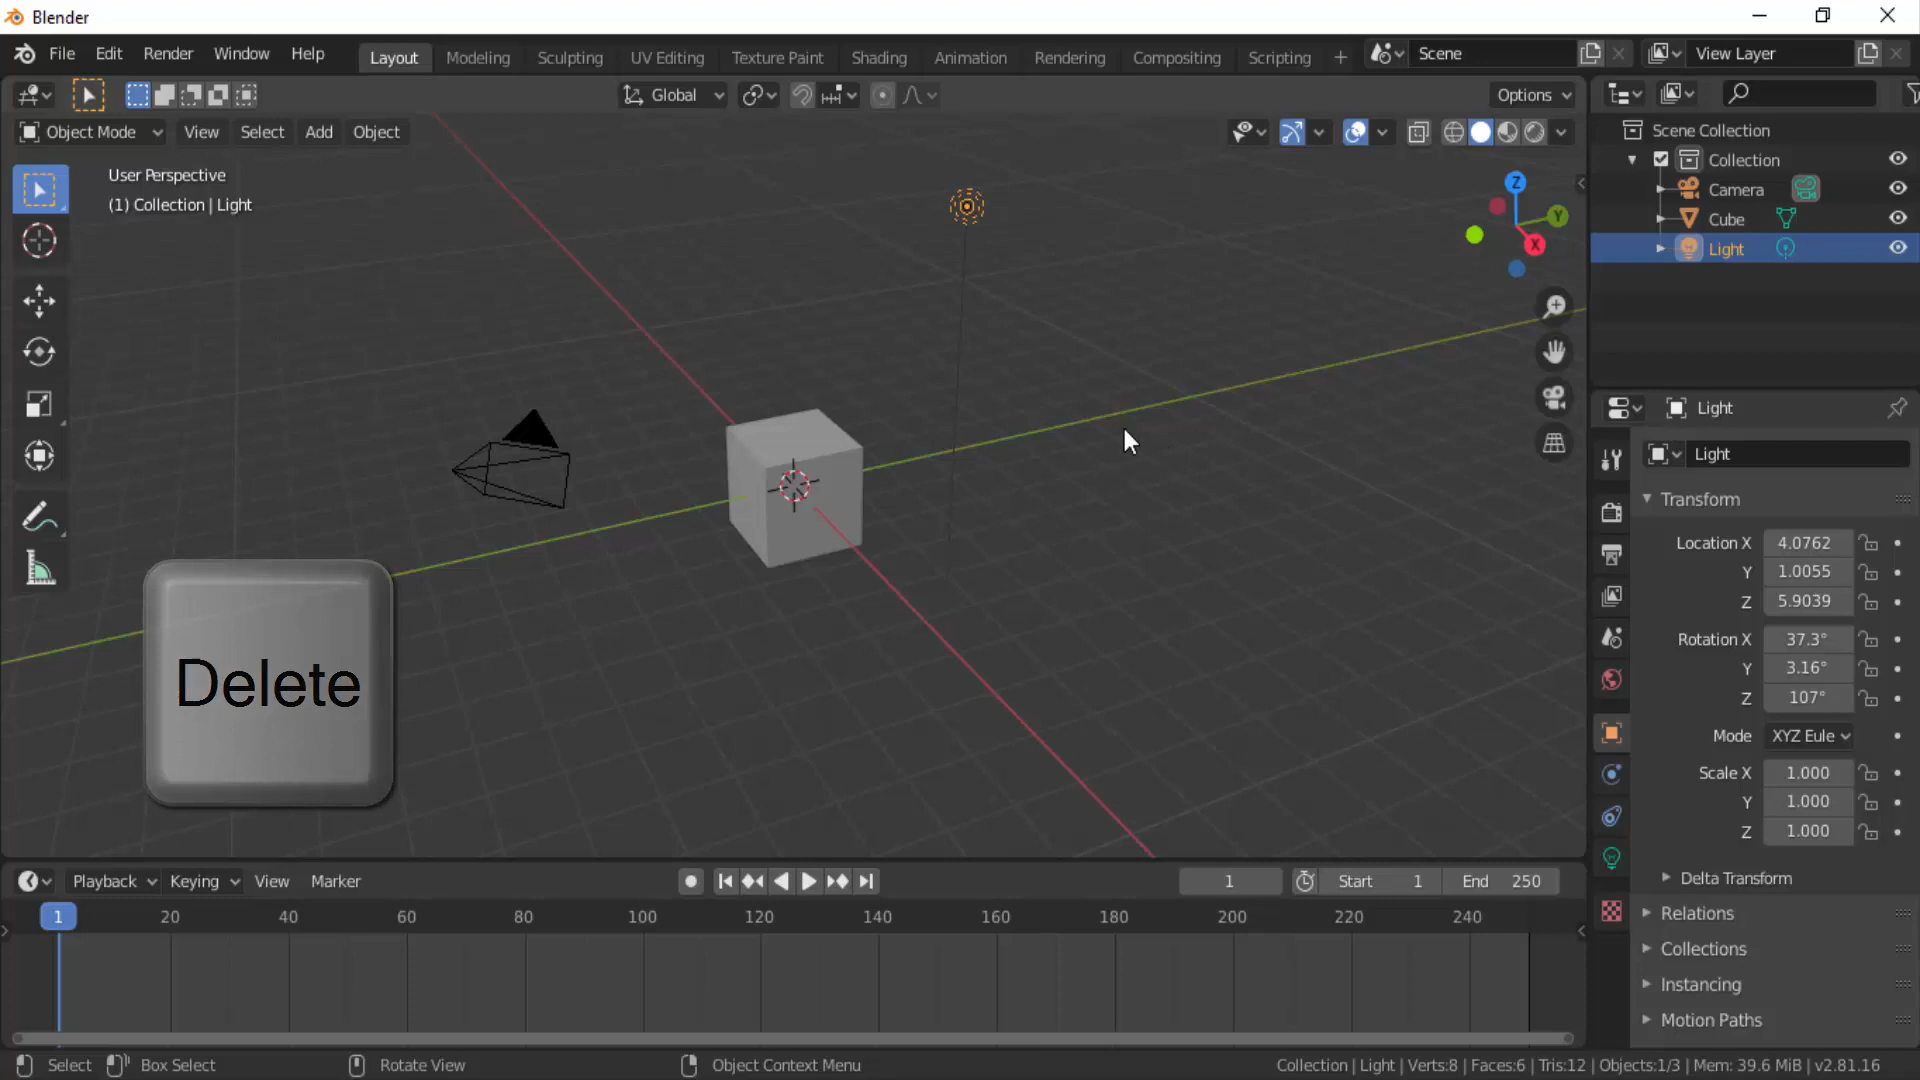 Blender
File Edit Render Window Help Layout Modeling Sculpting UV Editing Texture Paint Shading Animation Rendering Compositing Scripting + Scene View Layer
Global Options
Object Mode View Select Add Object
Scene Collection
Collection
Camera
Cube
Light
User Perspective
(1) Collection | Light
Z
Y
X
Light
Light
Transform
Location X 4.0762
Y 1.0055
Z 5.9039
Rotation X 37.3°
Y 3.16°
Z 107°
Mode XYZ Eule
Scale X 1.000
Y 1.000
Z 1.000
Delta Transform
Relations
Collections
Instancing
Motion Paths
Delete
Playback Keying View Marker 1 Start 1 End 250
1 20 40 60 80 100 120 140 160 180 200 220 240
Select Box Select Rotate View Object Context Menu Collection | Light | Verts:8 | Faces:6 | Tris:12 | Objects:1/3 | Mem: 39.6 MiB | v2.81.16